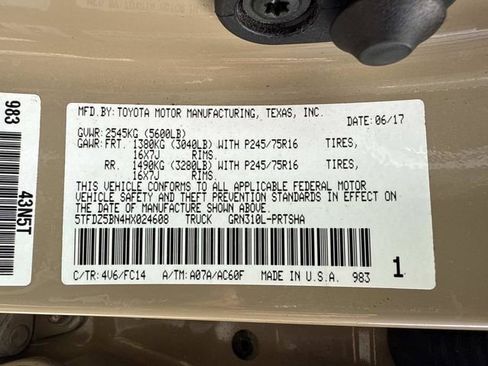 MFD.BY: TOYOTA MOTOR MANUFACTURING, TEXAS, INC.
DATE: 06/17
GVWR: 2545KG (5600LB)
GAWR: FRT. 1380KG (3040LB) WITH P245/75R16 TIRES,
16X7J RIMS.
RR. 1490KG (3280LB) WITH P245/75R16 TIRES,
16X7J RIMS.
THIS VEHICLE CONFORMS TO ALL APPLICABLE FEDERAL MOTOR
VEHICLE SAFETY AND THEFT PREVENTION STANDARDS IN EFFECT ON
THE DATE OF MANUFACTURE SHOWN ABOVE
5TFDZ5BN4HX024608 TRUCK GRN310L-PRTSHA
C/TR: 4V6/FC14 A/TM: A07A/AC60F MADE IN U.S.A. 983 1
983
43N5T